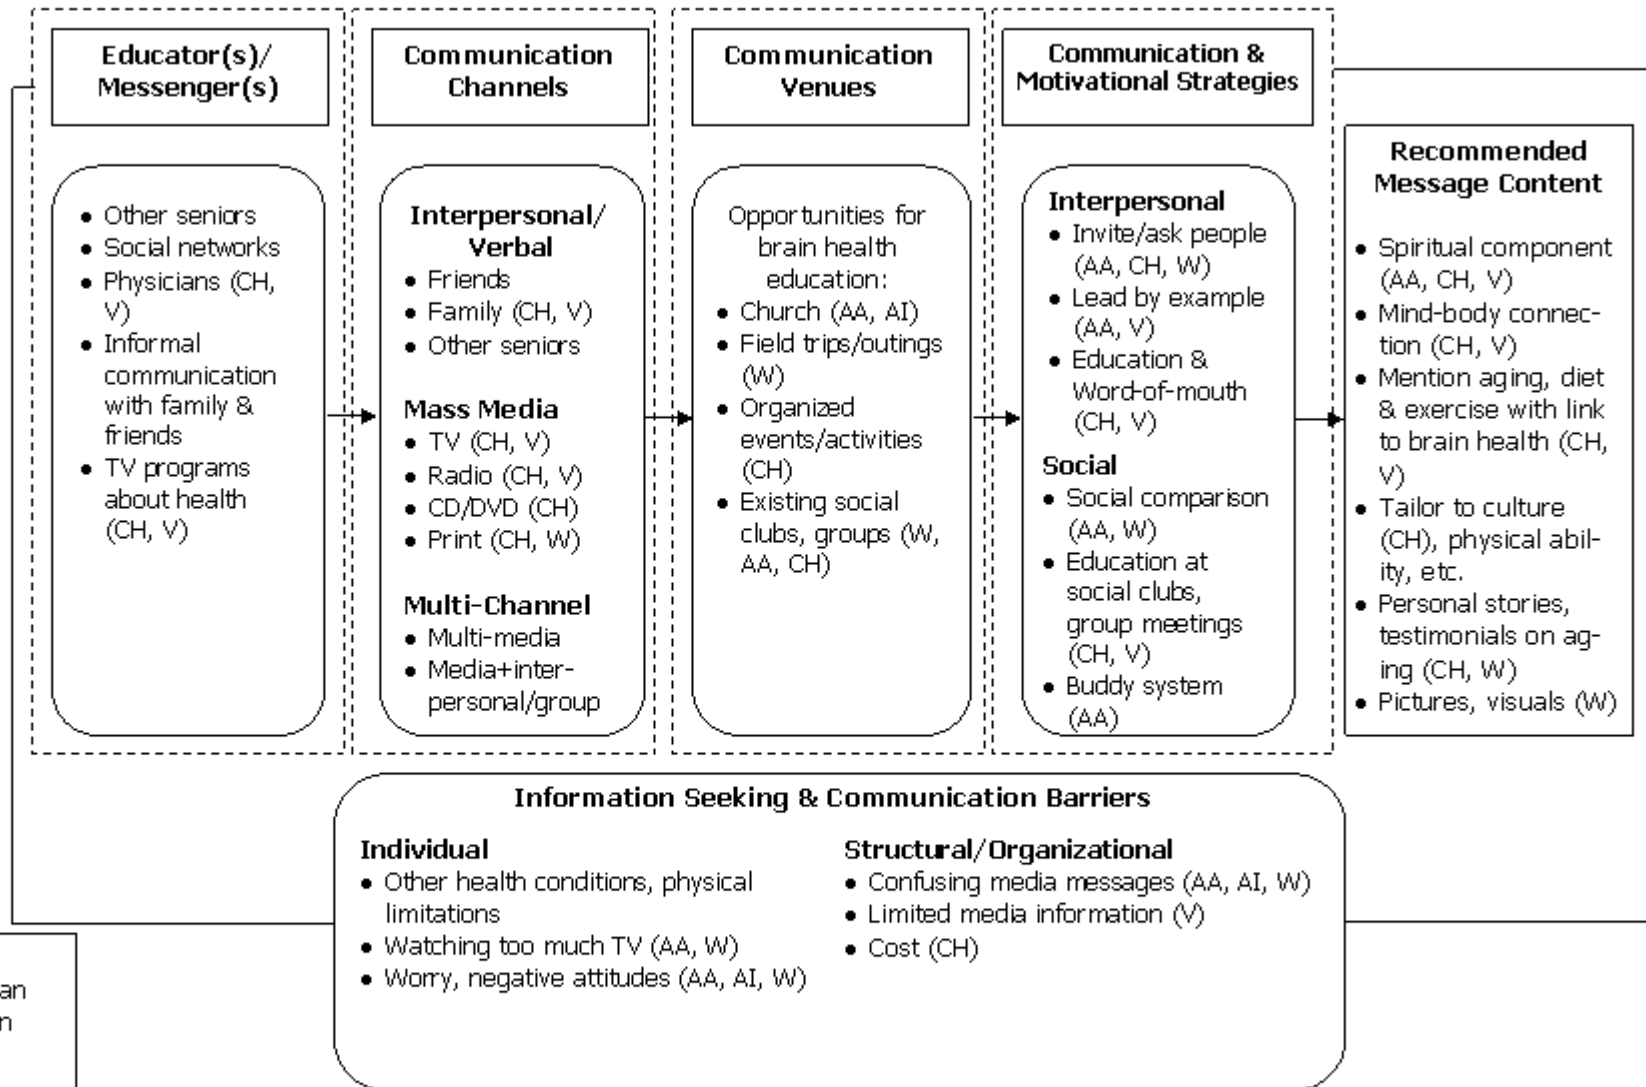 Educator(s)/
Messenger(s)
• Other seniors
• Social networks
• Physicians (CH,
V)
• Informal
communication
with family &
friends
• TV programs
about health
(CH, V)
Communication
Channels
Interpersonal/
Verbal
• Friends
• Family (CH, V)
• Other seniors
Mass Media
• TV (CH, V)
• Radio (CH, V)
• CD/DVD (CH)
• Print (CH, W)
Multi-Channel
• Multi-media
• Media+inter-
personal/group
Communication
Venues
Opportunities for
brain health
education:
• Church (AA, AI)
• Field trips/outings
(W)
• Organized
events/activities
(CH)
• Existing social
clubs, groups (W,
AA, CH)
Communication &
Motivational Strategies
Interpersonal
• Invite/ask people
(AA, CH, W)
• Lead by example
(AA, V)
• Education &
Word-of-mouth
(CH, V)
Social
• Social comparison
(AA, W)
• Education at
social clubs,
group meetings
(CH, V)
• Buddy system
(AA)
Recommended
Message Content
• Spiritual component
(AA, CH, V)
• Mind-body connec-
tion (CH, V)
• Mention aging, diet
& exercise with link
to brain health (CH,
V)
• Tailor to culture
(CH), physical abil-
ity, etc.
• Personal stories,
testimonials on ag-
ing (CH, W)
• Pictures, visuals (W)
Information Seeking & Communication Barriers
Individual
• Other health conditions, physical
limitations
• Watching too much TV (AA, W)
• Worry, negative attitudes (AA, AI, W)
Structural/Organizational
• Confusing media messages (AA, AI, W)
• Limited media information (V)
• Cost (CH)
an
n